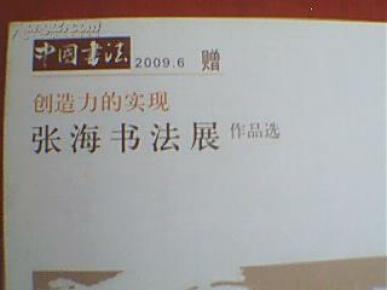 中国书法 2009.6 赠
创造力的实现
张海书法展 作品选